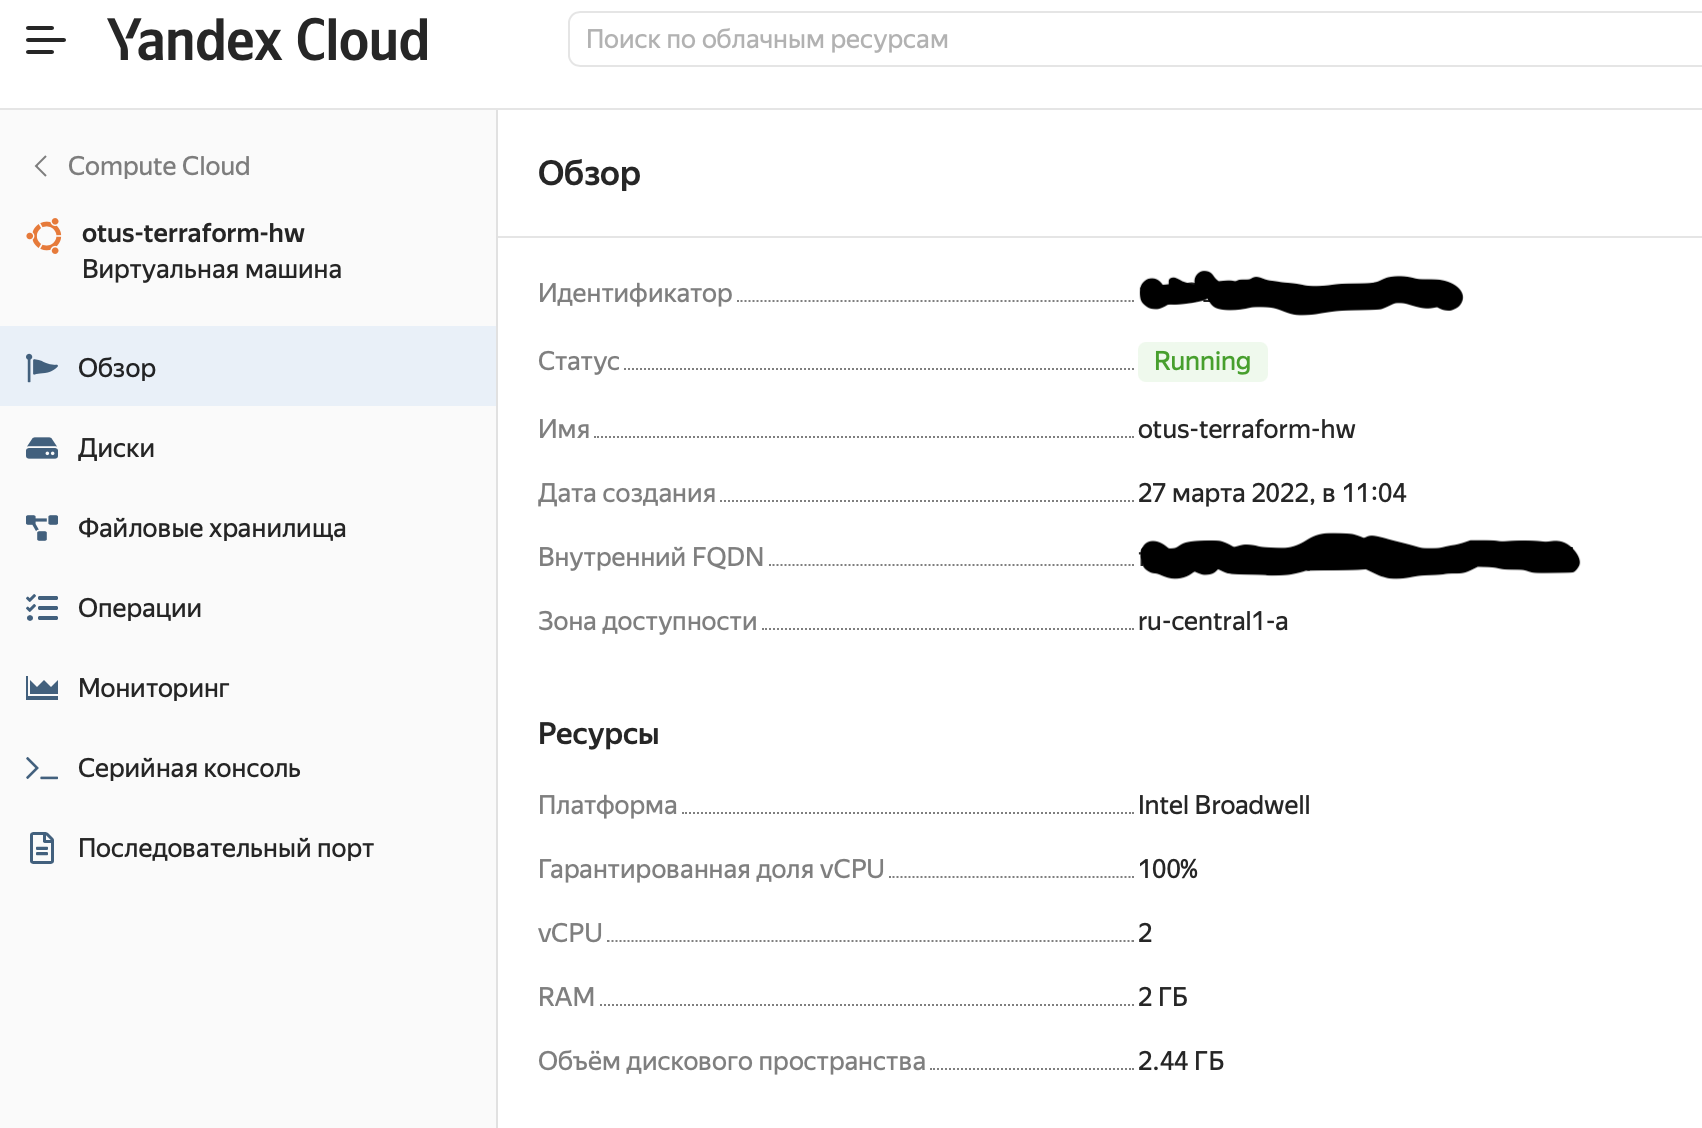 Yandex Cloud
Поиск по облачным ресурсам
Compute Cloud
otus-terraform-hw
Виртуальная машина
Обзор
Диски
Файловые хранилища
Операции
Мониторинг
Серийная консоль
Последовательный порт
Обзор
Идентификатор
Статус Running
Имя otus-terraform-hw
Дата создания 27 марта 2022, в 11:04
Внутренний FQDN
Зона доступности ru-central1-a
Ресурсы
Платформа Intel Broadwell
Гарантированная доля vCPU 100%
vCPU 2
RAM 2 ГБ
Объём дискового пространства 2.44 ГБ